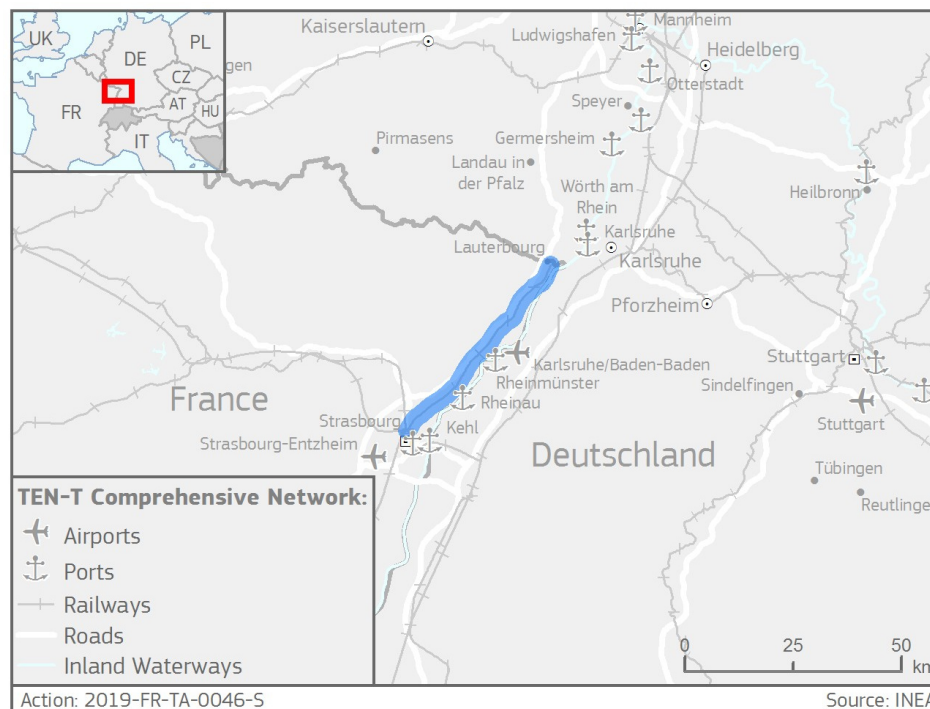 UK
PL
DE
CZ
gen
FR
AT
HU
IT
Kaiserslautern
Mannheim
Ludwigshafen
Heidelberg
Otterstadt
Speyer
Pirmasens
Germersheim
Landau in
der Pfalz
Wörth am
Rhein
Heilbronn
Karlsruhe
Lauterbourg
Karlsruhe
Pforzheim
Karlsruhe/Baden-Baden
Stuttgart
Rheinmünster
Sindelfingen
France
Rheinau
Strasbourg
Kehl
Stuttgart
Strasbourg-Entzheim
Deutschland
Tübingen
Reutlinge
TEN-T Comprehensive Network:
Airports
Ports
Railways
Roads
Inland Waterways
0 25 50
km
Action: 2019-FR-TA-0046-S
Source: INEA